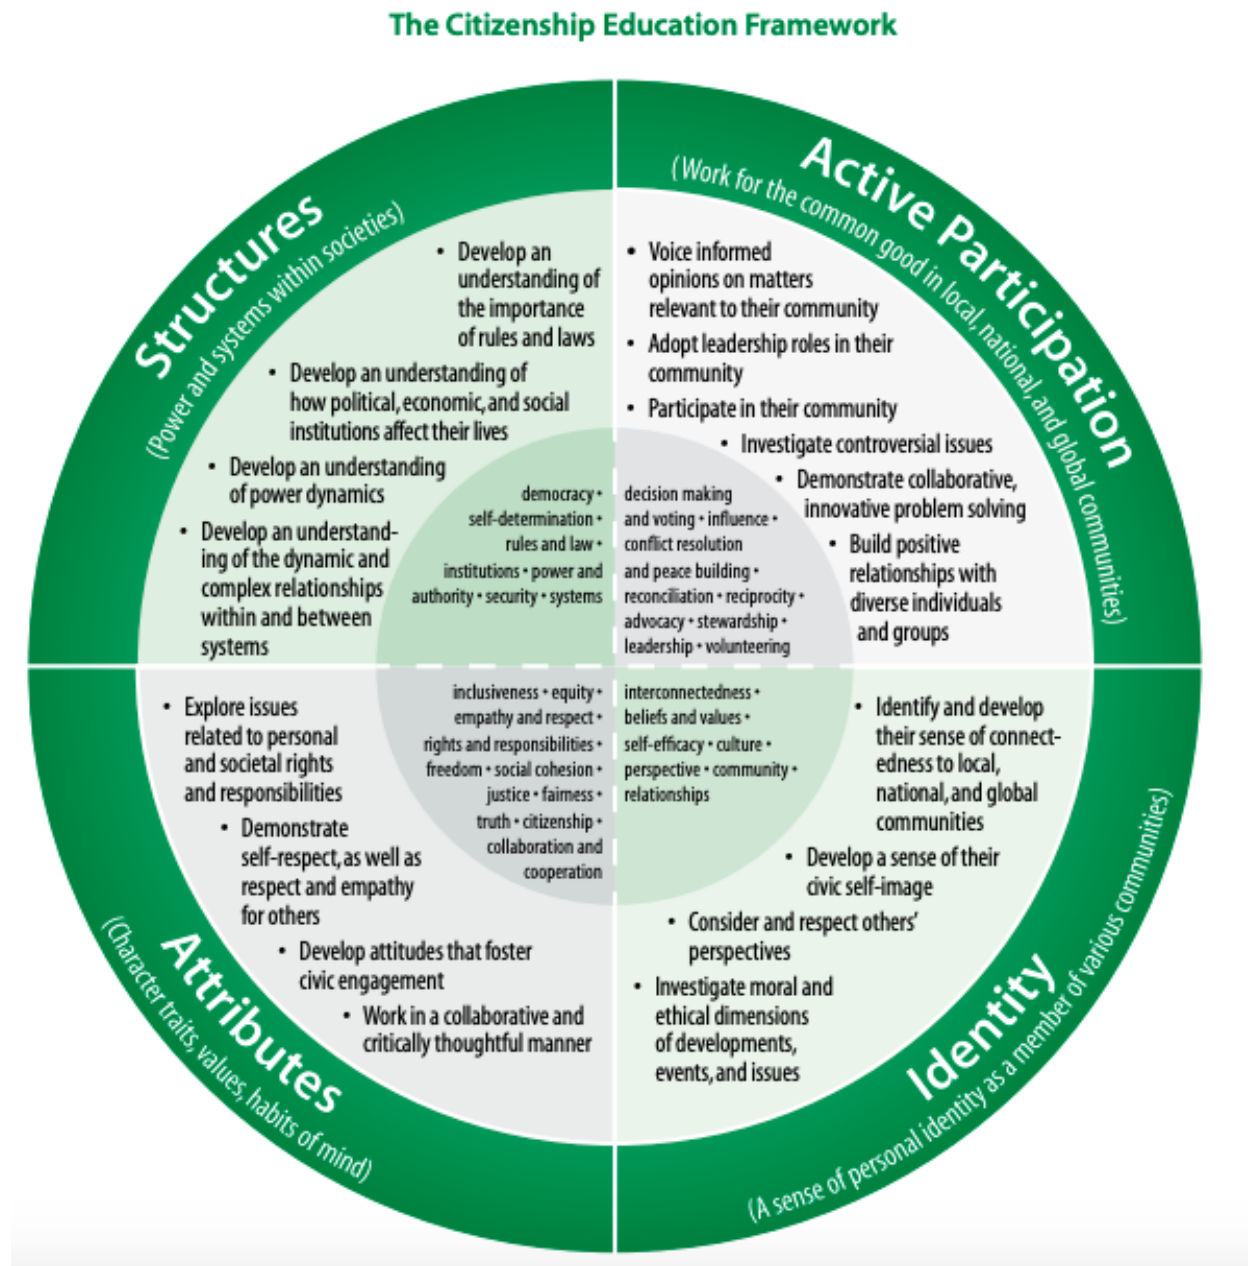 The Citizenship Education Framework
Structures
(Power and systems within societies)
• Develop an
understanding of
the importance
of rules and laws
• Develop an understanding of
how political, economic, and social
institutions affect their lives
• Develop an understanding
of power dynamics
• Develop an understand-
ing of the dynamic and
complex relationships
within and between
systems
democracy •
self-determination •
rules and law •
institutions • power and
authority • security • systems
Active Participation
(Work for the common good in local, national, and global communities)
• Voice informed
opinions on matters
relevant to their community
• Adopt leadership roles in their
community
• Participate in their community
• Investigate controversial issues
• Demonstrate collaborative,
innovative problem solving
• Build positive
relationships with
diverse individuals
and groups
decision making
and voting • influence •
conflict resolution
and peace building •
reconciliation • reciprocity •
advocacy • stewardship •
leadership • volunteering
Attributes
(Character traits, values, habits of mind)
• Explore issues
related to personal
and societal rights
and responsibilities
• Demonstrate
self-respect, as well as
respect and empathy
for others
• Develop attitudes that foster
civic engagement
• Work in a collaborative and
critically thoughtful manner
inclusiveness • equity •
empathy and respect •
rights and responsibilities •
freedom • social cohesion •
justice • fairness •
truth • citizenship •
collaboration and
cooperation
Identity
(A sense of personal identity as a member of various communities)
• Identify and develop
their sense of connect-
edness to local,
national, and global
communities
• Develop a sense of their
civic self-image
• Consider and respect others'
perspectives
• Investigate moral and
ethical dimensions
of developments,
events, and issues
interconnectedness •
beliefs and values •
self-efficacy • culture •
perspective • community •
relationships